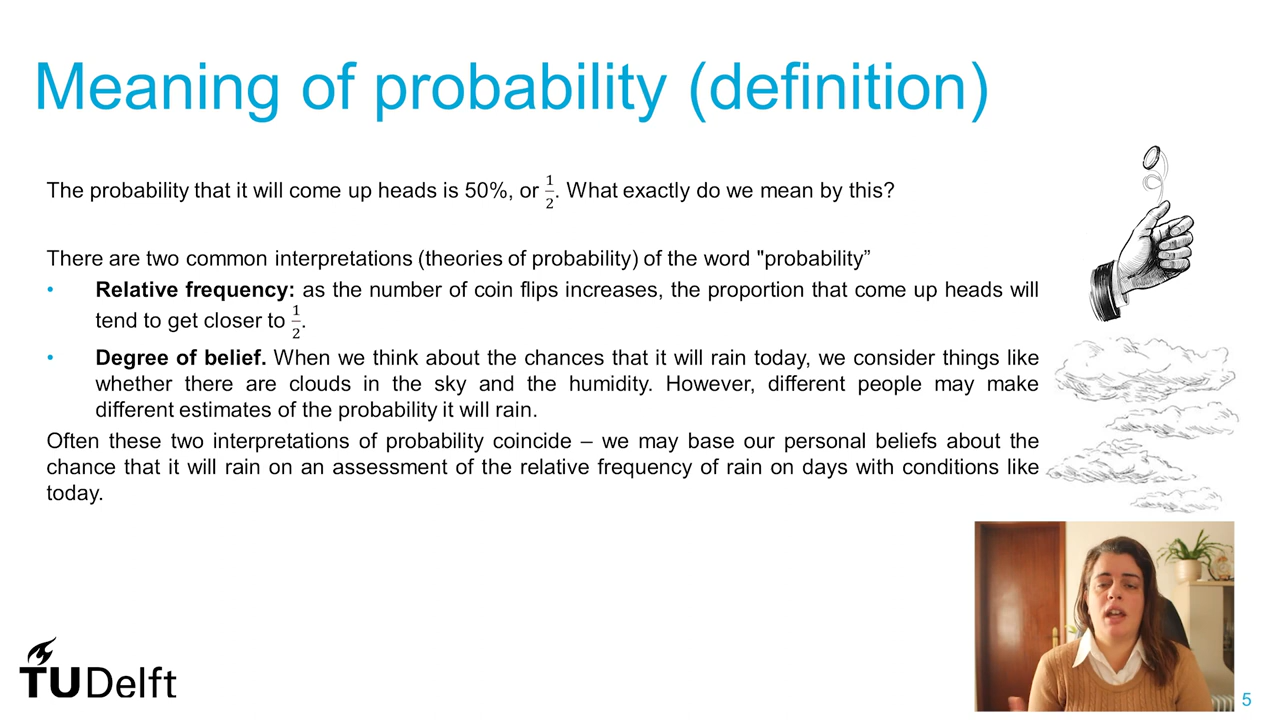 Meaning of probability (definition)
The probability that it will come up heads is 50%, or 1/2. What exactly do we mean by this?
There are two common interpretations (theories of probability) of the word "probability”
• Relative frequency: as the number of coin flips increases, the proportion that come up heads will
tend to get closer to 1/2.
• Degree of belief. When we think about the chances that it will rain today, we consider things like
whether there are clouds in the sky and the humidity. However, different people may make
different estimates of the probability it will rain.
Often these two interpretations of probability coincide – we may base our personal beliefs about the
chance that it will rain on an assessment of the relative frequency of rain on days with conditions like
today.
TUDelft
5